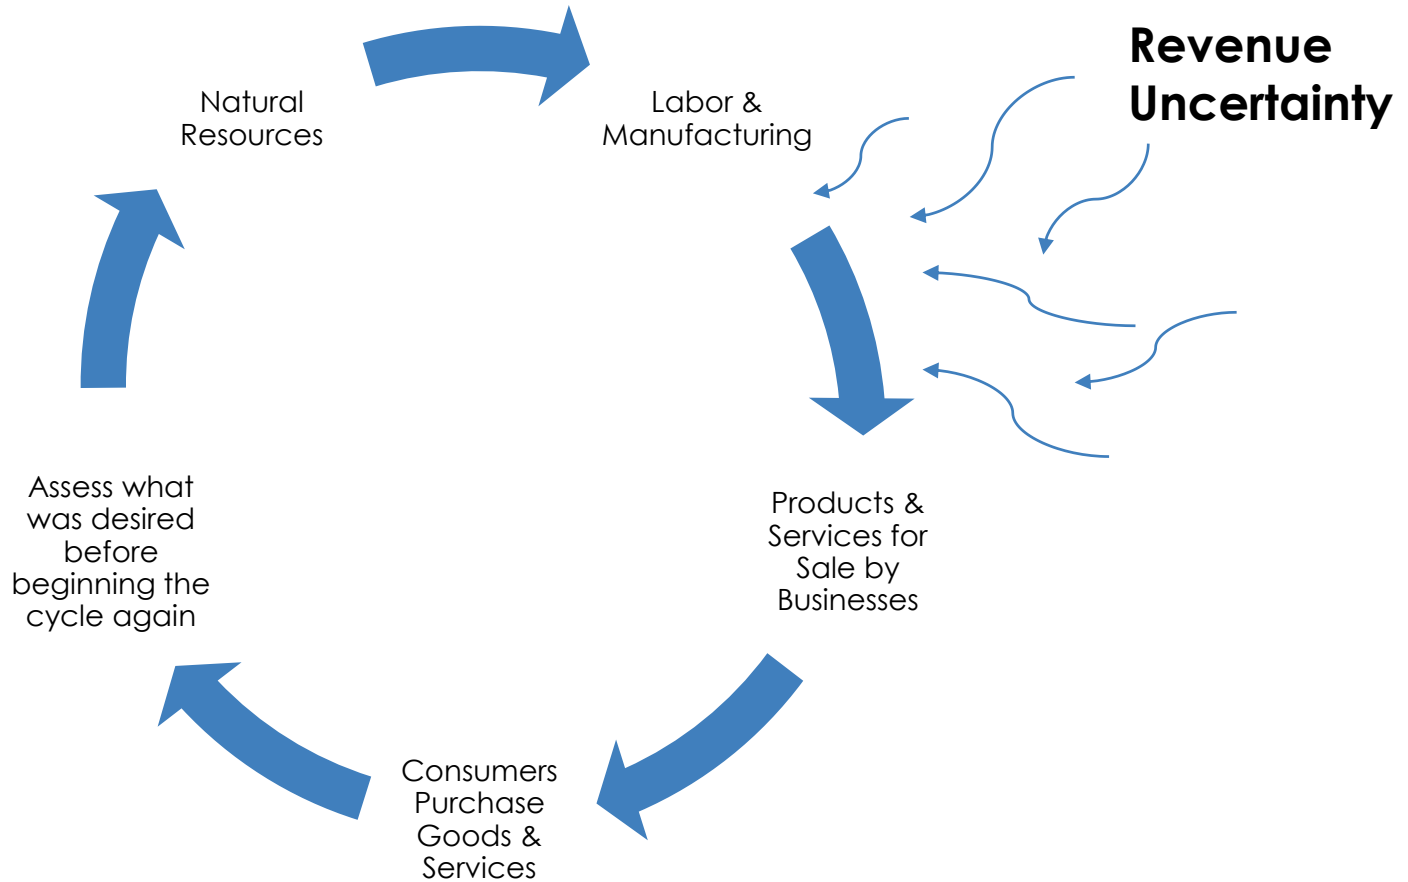 Revenue
Uncertainty
Natural
Resources
Labor &
Manufacturing
Products &
Services for
Sale by
Businesses
Consumers
Purchase
Goods &
Services
Assess what
was desired
before
beginning the
cycle again